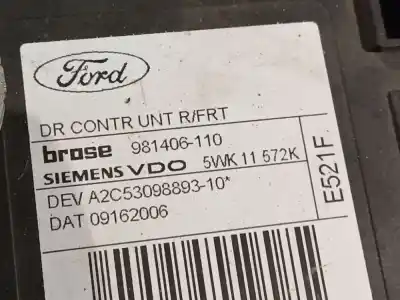 Ford
DR CONTR UNT R/FRT
brose 981406-110
SIEMENS VDO 5WK 11 572K
DEV A2C53098893-10*
DAT 09162006
E521F